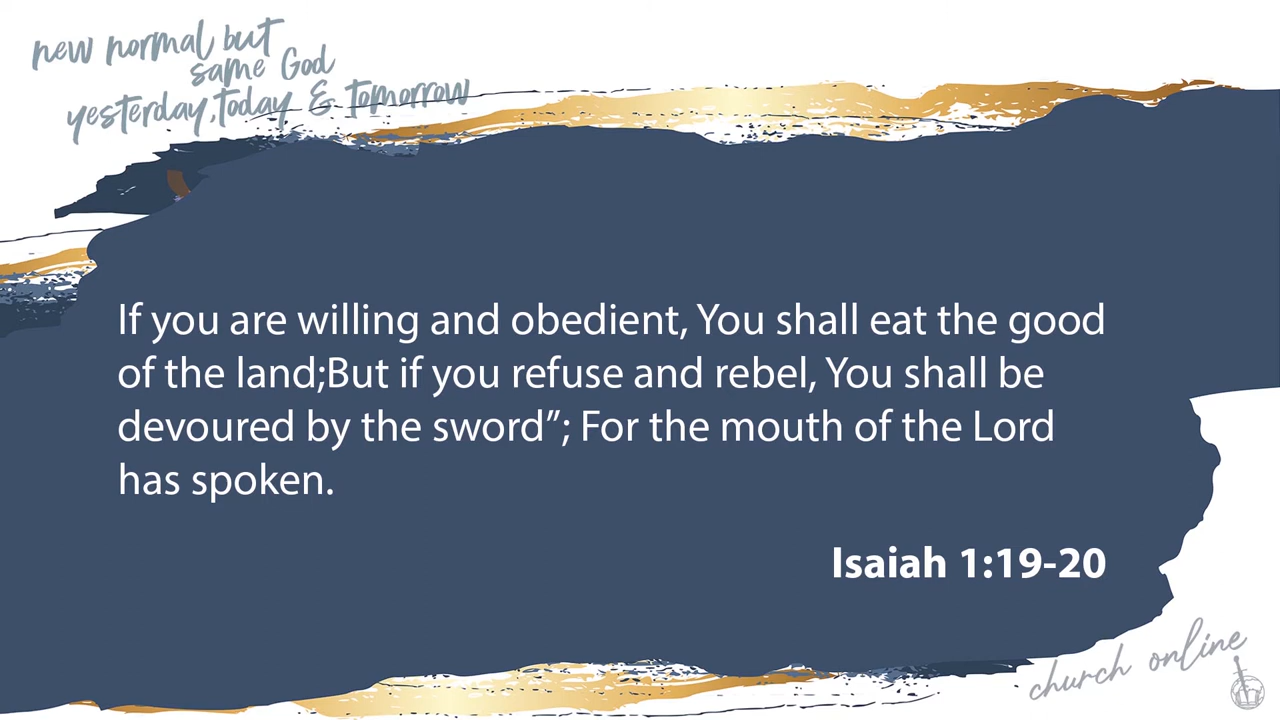 new normal but
same God
yesterday, today & tomorrow
If you are willing and obedient, You shall eat the good
of the land;But if you refuse and rebel, You shall be
devoured by the sword”; For the mouth of the Lord
has spoken.
Isaiah 1:19-20
church online